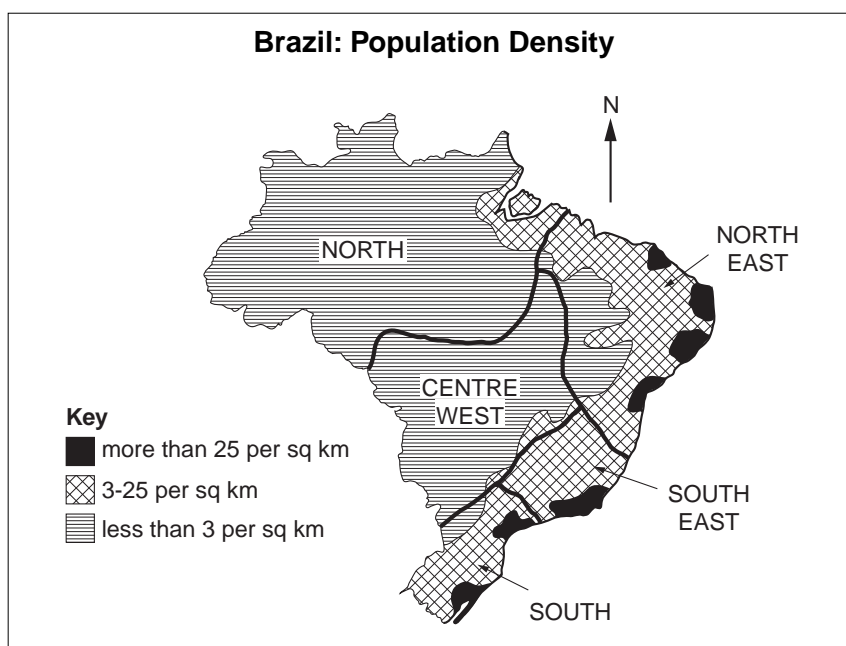 Brazil: Population Density
N
NORTH
NORTH
EAST
CENTRE
WEST
Key
more than 25 per sq km
3-25 per sq km
less than 3 per sq km
SOUTH
EAST
SOUTH